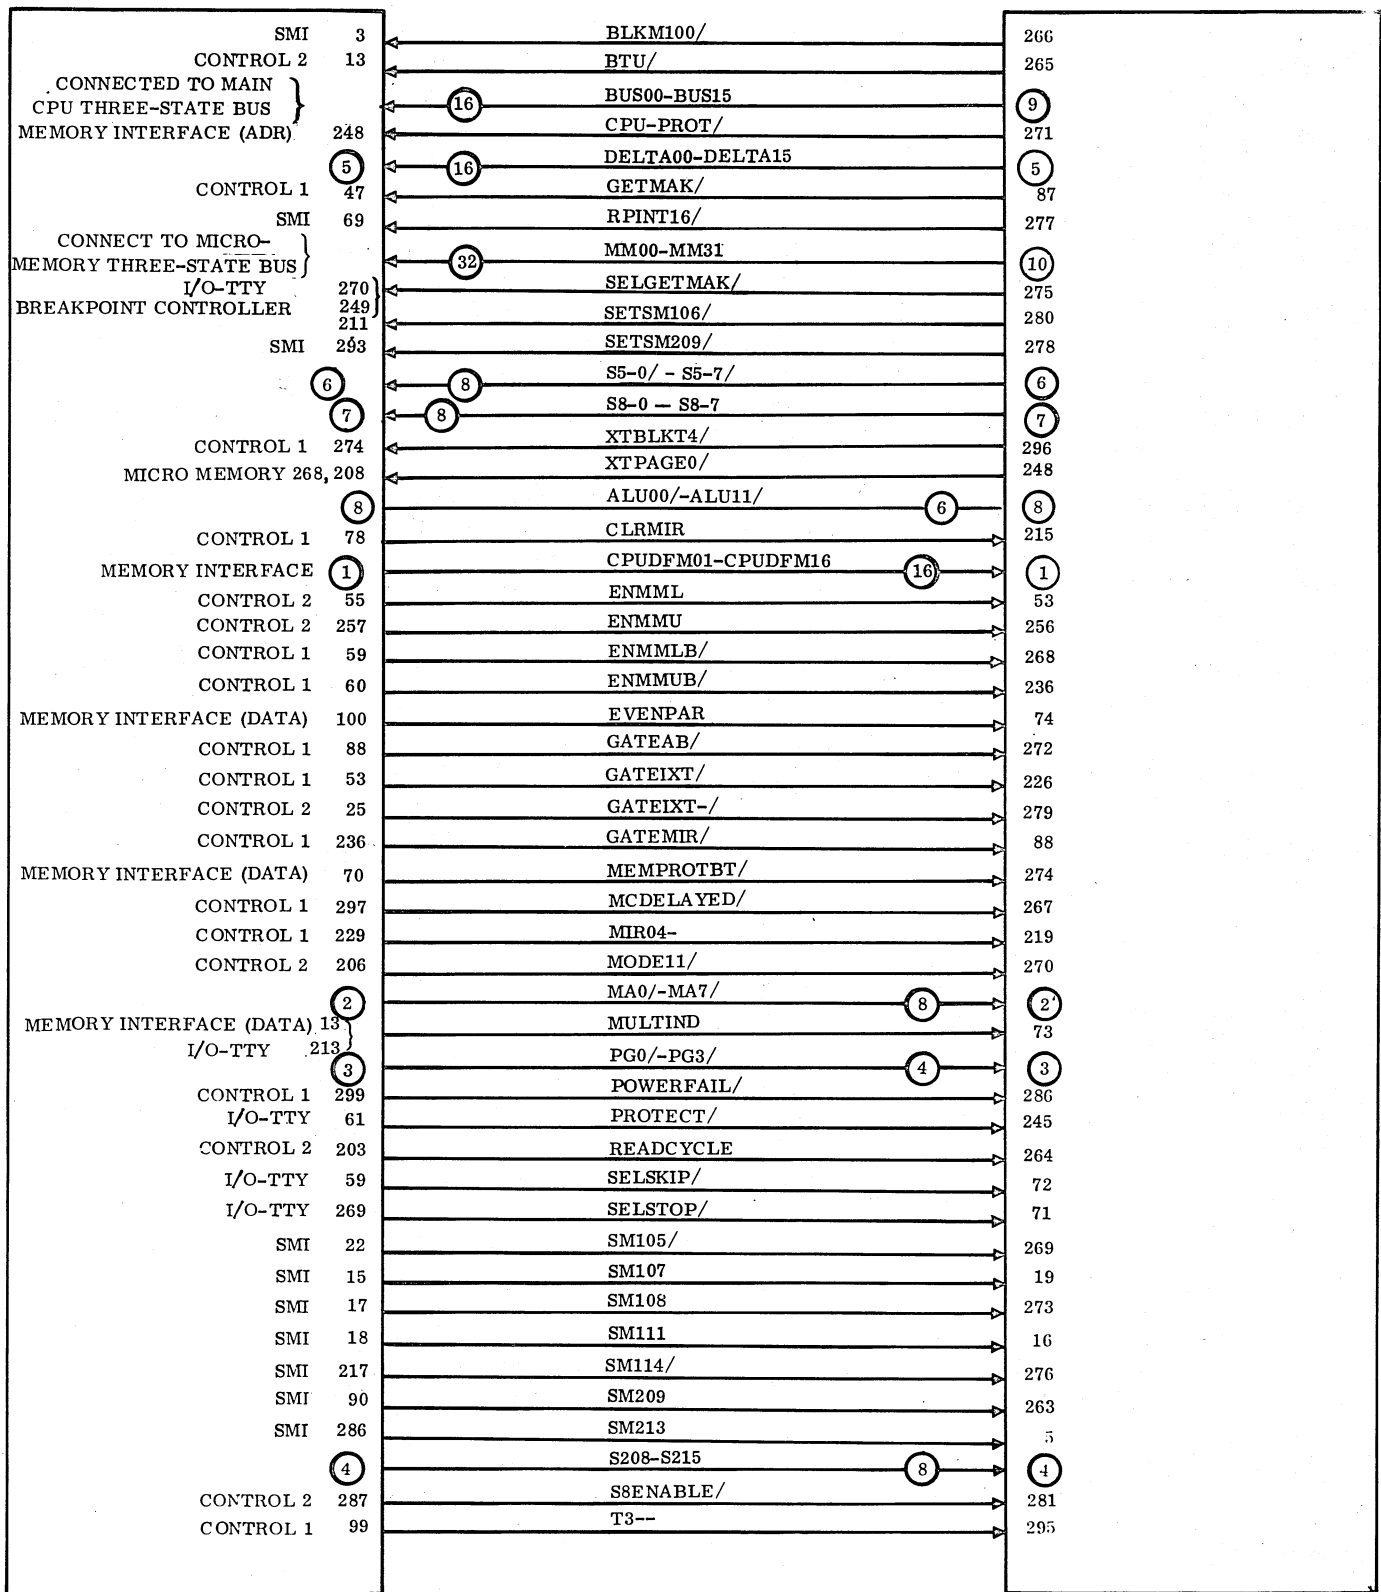 SMI 3 BLKM100/ 266
CONTROL 2 13 BTU/ 265
CONNECTED TO MAIN
CPU THREE-STATE BUS 16 BUS00-BUS15 9
MEMORY INTERFACE (ADR) 248 CPU-PROT/ 271
5 16 DELTA00-DELTA15 5
CONTROL 1 47 GETMAK/ 87
SMI 69 RPINT16/ 277
CONNECT TO MICRO-
MEMORY THREE-STATE BUS 32 MM00-MM31 10
I/O-TTY 270 SELGETMAK/ 275
BREAKPOINT CONTROLLER 249
211 SETSM106/ 280
SMI 293 SETSM209/ 278
6 8 S5-0/ - S5-7/ 6
7 8 S8-0 — S8-7 7
CONTROL 1 274 XTBLKT4/ 296
MICRO MEMORY 268, 208 XTPAGE0/ 248
8 ALU00/-ALU11/ 6 8
CONTROL 1 78 CLRMIR 215
MEMORY INTERFACE 1 CPUDFM01-CPUDFM16 16 1
CONTROL 2 55 ENMML 53
CONTROL 2 257 ENMMU 256
CONTROL 1 59 ENMMLB/ 268
CONTROL 1 60 ENMMUB/ 236
MEMORY INTERFACE (DATA) 100 EVENPAR 74
CONTROL 1 88 GATEAB/ 272
CONTROL 1 53 GATEIXT/ 226
CONTROL 2 25 GATEIXT-/ 279
CONTROL 1 236 GATEMIR/ 88
MEMORY INTERFACE (DATA) 70 MEMPROTBT/ 274
CONTROL 1 297 MCDELAYED/ 267
CONTROL 1 229 MIR04- 219
CONTROL 2 206 MODE11/ 270
2 MA0/-MA7/ 8 2
MEMORY INTERFACE (DATA) 13 MULTIND 73
I/O-TTY 213
3 PG0/-PG3/ 4 3
CONTROL 1 299 POWERFAIL/ 286
I/O-TTY 61 PROTECT/ 245
CONTROL 2 203 READCYCLE 264
I/O-TTY 59 SELSKIP/ 72
I/O-TTY 269 SELSTOP/ 71
SMI 22 SM105/ 269
SMI 15 SM107 19
SMI 17 SM108 273
SMI 18 SM111 16
SMI 217 SM114/ 276
SMI 90 SM209 263
SMI 286 SM213 5
4 S208-S215 8 4
CONTROL 2 287 S8ENABLE/ 281
CONTROL 1 99 T3-- 295